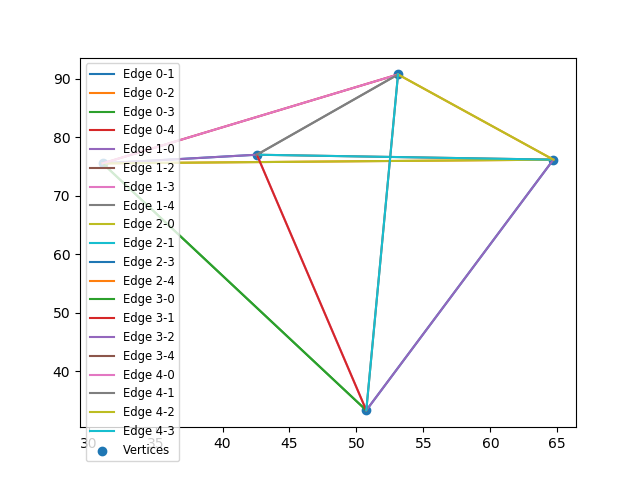 90
80
70
60
50
40
30
35
40
45
50
55
60
65
Edge 0-1
Edge 0-2
Edge 0-3
Edge 0-4
Edge 1-0
Edge 1-2
Edge 1-3
Edge 1-4
Edge 2-0
Edge 2-1
Edge 2-3
Edge 2-4
Edge 3-0
Edge 3-1
Edge 3-2
Edge 3-4
Edge 4-0
Edge 4-1
Edge 4-2
Edge 4-3
Vertices